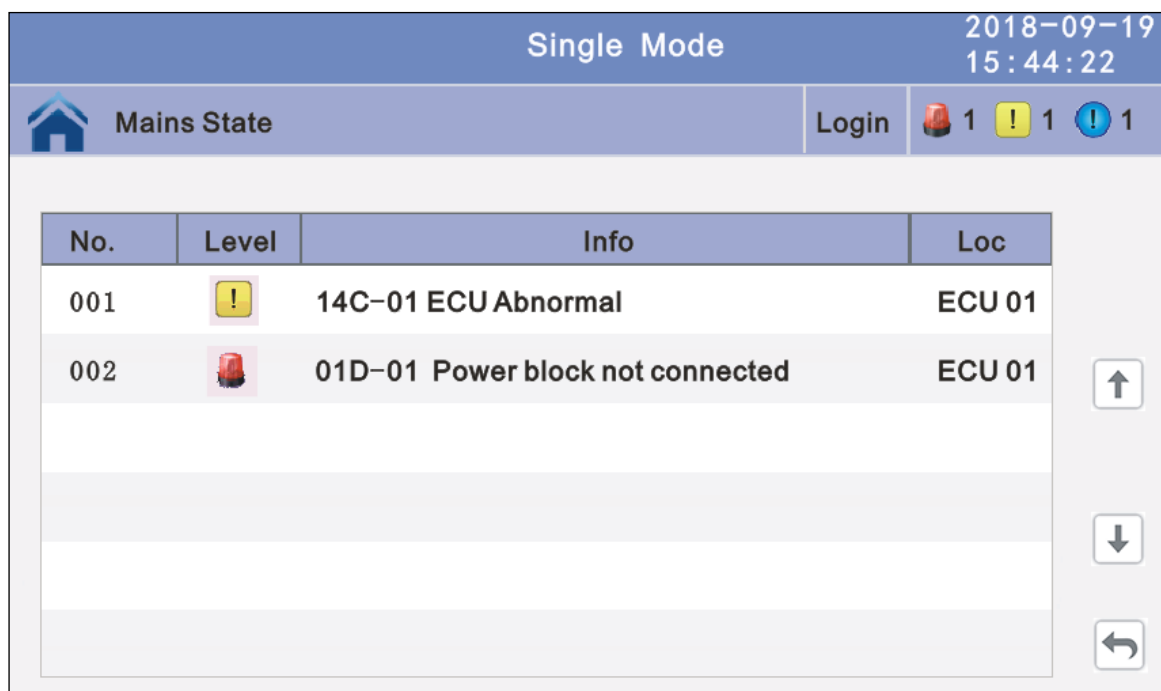 Single Mode
2018-09-19
15:44:22
Mains State
Login
1
1
1
No. Level Info Loc
001 ! 14C-01 ECU Abnormal ECU 01
002 01D-01 Power block not connected ECU 01